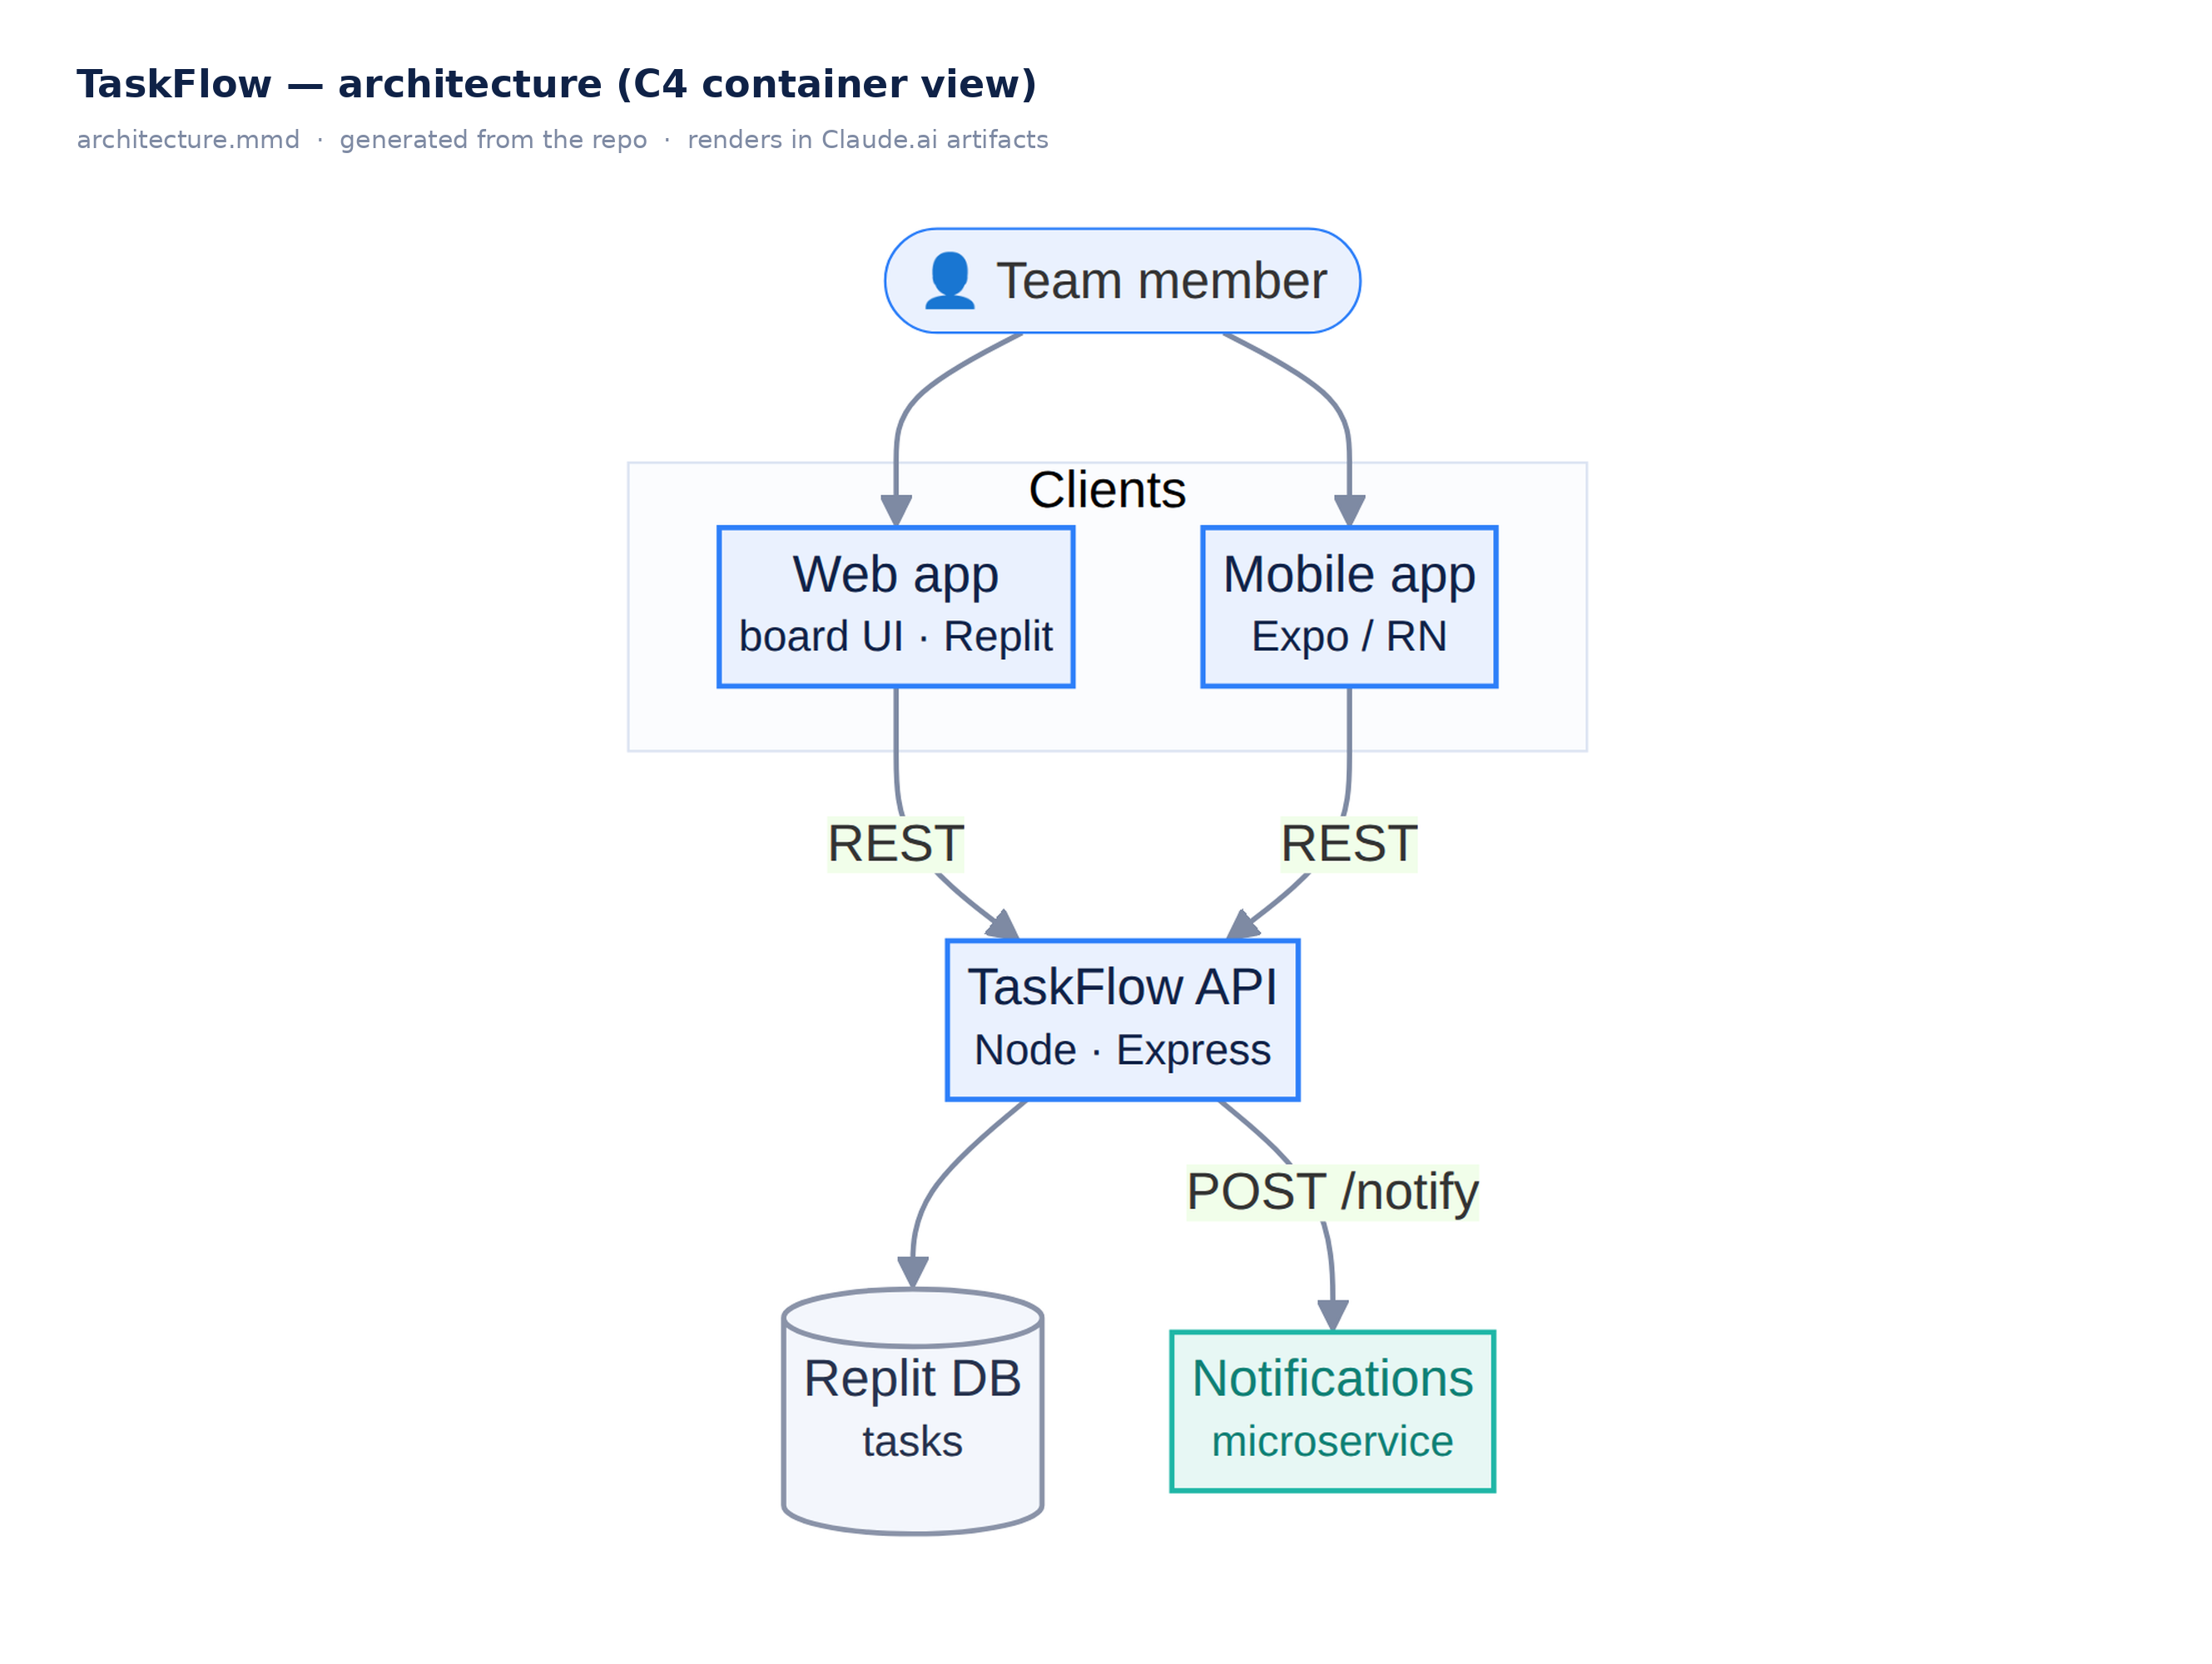 TaskFlow — architecture (C4 container view)
architecture.mmd · generated from the repo · renders in Claude.ai artifacts
Team member
Clients
Web app
board UI · Replit
Mobile app
Expo / RN
REST
REST
TaskFlow API
Node · Express
POST /notify
Replit DB
tasks
Notifications
microservice